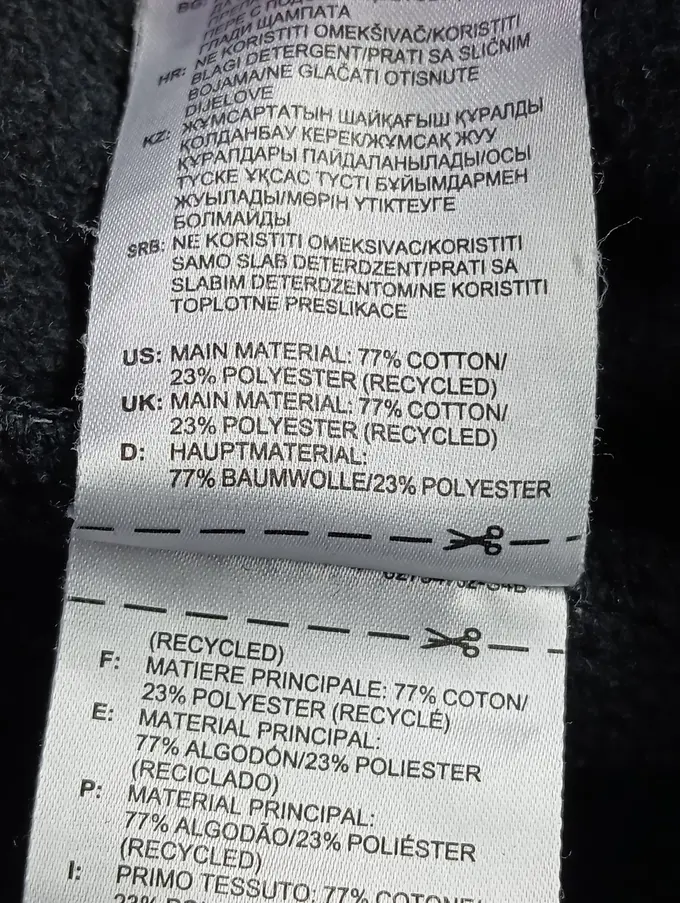 BG:
ПЕРЕ С
ГЛАДИ ЩАМПАТА
HR: NE KORISTITI OMEKŠIVAČ/KORISTITI
BLAGI DETERGENT/PRATI SA SLIČNIM
BOJAMA/NE GLAČATI OTISNUTE
DIJELOVE
KZ: ЖҰМСАРТАТЫН ШАЙҚАҒЫШ ҚҰРАЛДЫ
ҚОЛДАНБАУ КЕРЕК/ЖҰМСАҚ ЖУУ
ҚҰРАЛДАРЫ ПАЙДАЛАНЫЛАДЫ/ОСЫ
ТҮСКЕ ҰҚСАС ТҮСТІ БҰЙЫМДАРМЕН
ЖУЫЛАДЫ/МӨРІН ҮТІКТЕУГЕ
БОЛМАЙДЫ
SRB: NE KORISTITI OMEKSIVAC/KORISTITI
SAMO SLAB DETERDZENT/PRATI SA
SLABIM DETERDZENTOM/NE KORISTITI
TOPLOTNE PRESLIKACE
US: MAIN MATERIAL: 77% COTTON/
23% POLYESTER (RECYCLED)
UK: MAIN MATERIAL: 77% COTTON/
23% POLYESTER (RECYCLED)
D: HAUPTMATERIAL:
77% BAUMWOLLE/23% POLYESTER
(RECYCLED)
F: MATIERE PRINCIPALE: 77% COTON/
23% POLYESTER (RECYCLÉ)
E: MATERIAL PRINCIPAL:
77% ALGODÓN/23% POLIESTER
(RECICLADO)
P: MATERIAL PRINCIPAL:
77% ALGODÃO/23% POLIÉSTER
(RECYCLED)
I: PRIMO TESSUTO: 77% COTONE/
23%